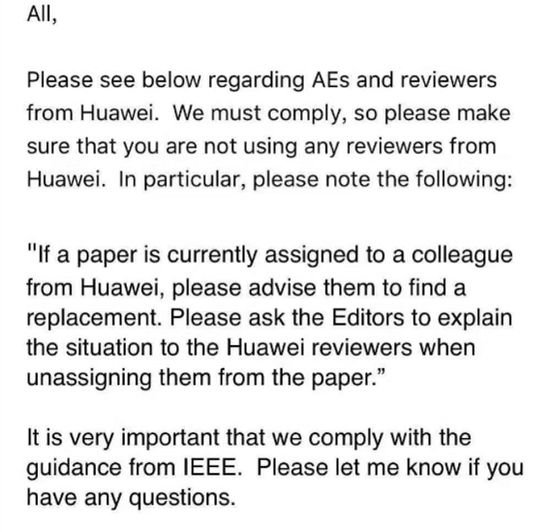 All,
Please see below regarding AEs and reviewers
from Huawei.  We must comply, so please make
sure that you are not using any reviewers from
Huawei.  In particular, please note the following:
"If a paper is currently assigned to a colleague
from Huawei, please advise them to find a
replacement. Please ask the Editors to explain
the situation to the Huawei reviewers when
unassigning them from the paper.”
It is very important that we comply with the
guidance from IEEE.  Please let me know if you
have any questions.